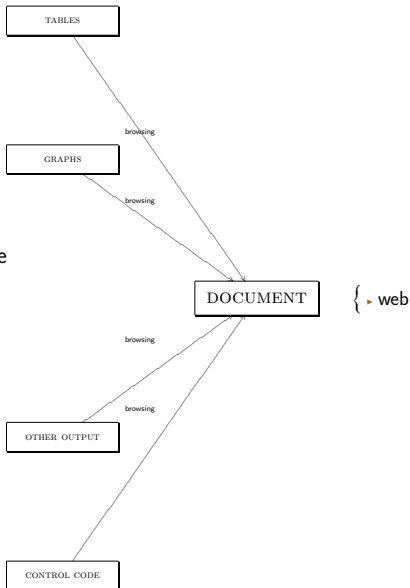 TABLES
browsing
GRAPHS
browsing
e
DOCUMENT
{ ▸ web
browsing
browsing
OTHER OUTPUT
CONTROL CODE